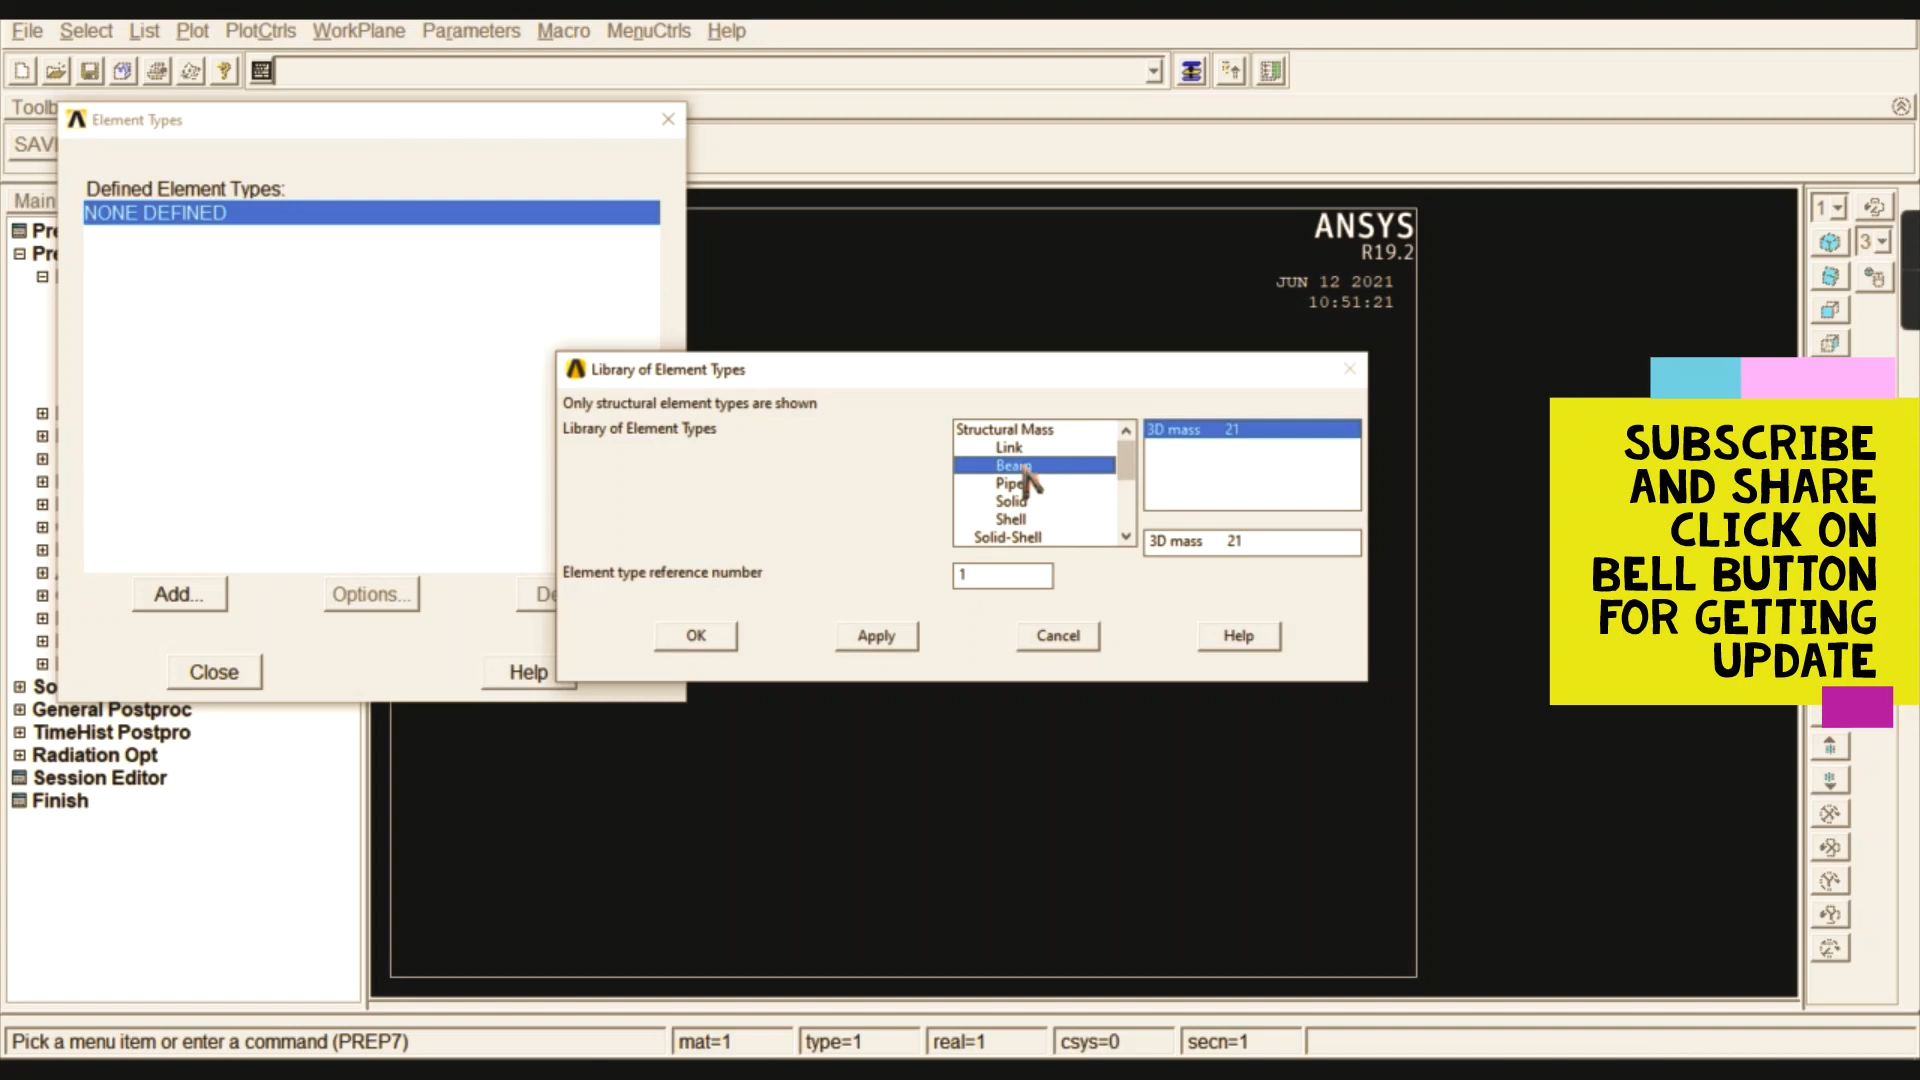 File Select List Plot PlotCtrls WorkPlane Parameters Macro MenuCtrls Help
Element Types
Defined Element Types:
NONE DEFINED
Main
ANSYS
R19.2
JUN 12 2021
10:51:21
Library of Element Types
Only structural element types are shown
Library of Element Types
Structural Mass
Link
Beam
Pipe
Solid
Shell
Solid-Shell
3D mass 21
3D mass 21
Element type reference number
1
OK Apply Cancel Help
Add... Options...
Close Help
General Postproc
TimeHist Postpro
Radiation Opt
Session Editor
Finish
1
3
SUBSCRIBE
AND SHARE
CLICK ON
BELL BUTTON
FOR GETTING
UPDATE
Pick a menu item or enter a command (PREP7) mat=1 type=1 real=1 csys=0 secn=1